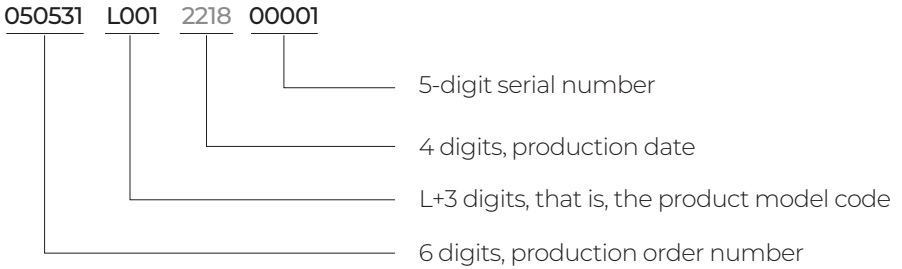 050531 L001 2218 00001
5-digit serial number
4 digits, production date
L+3 digits, that is, the product model code
6 digits, production order number